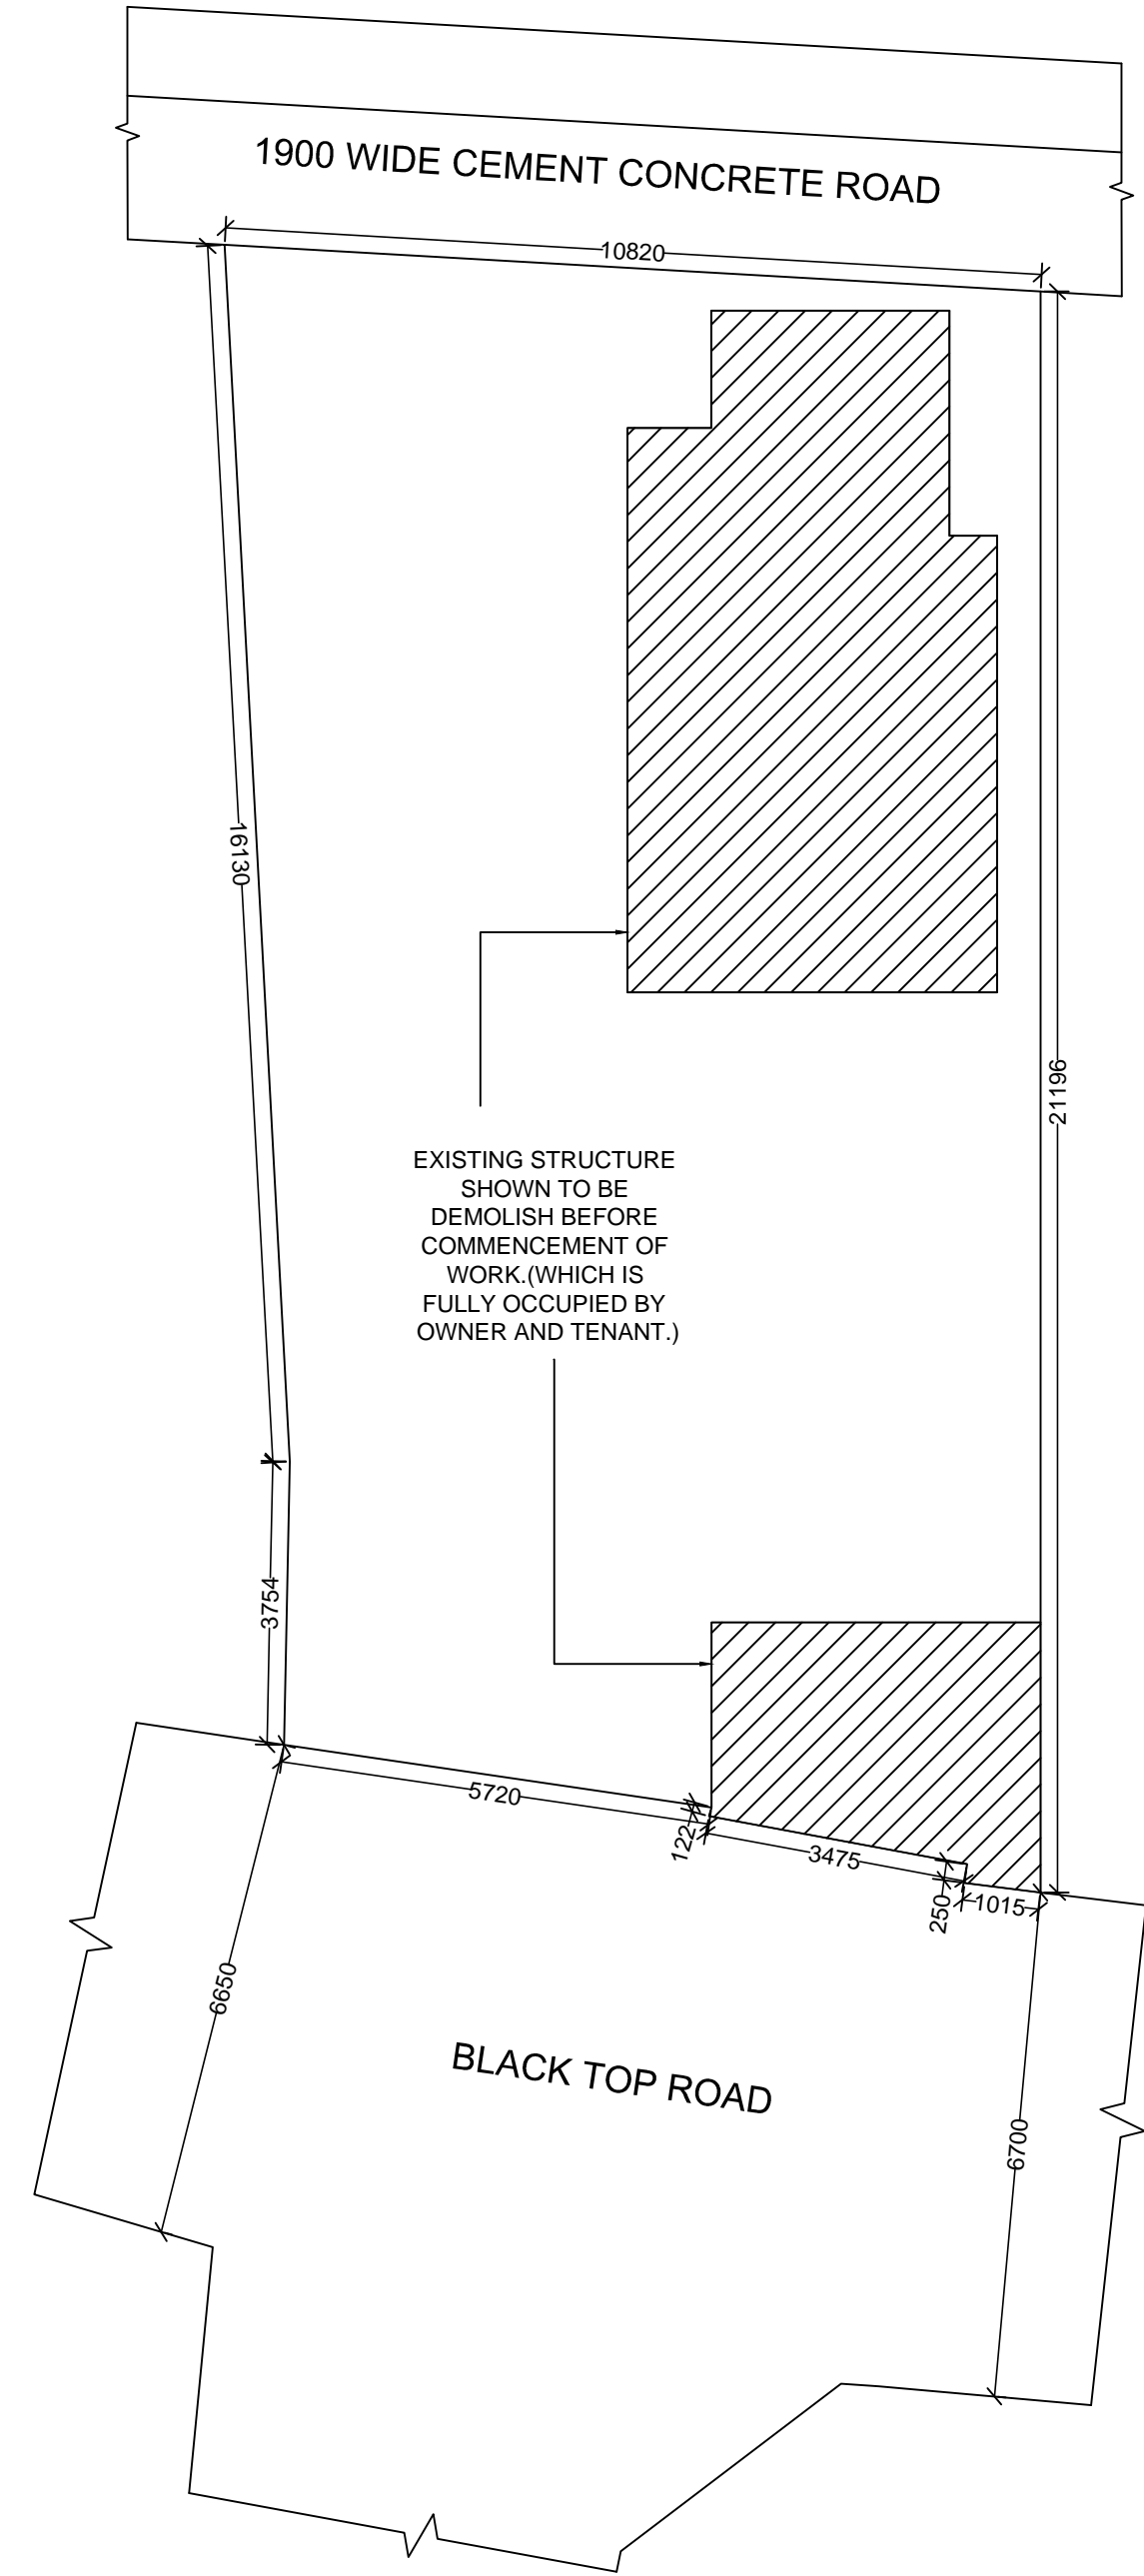 1900 WIDE CEMENT CONCRETE ROAD
10820
16130
21196
EXISTING STRUCTURE
SHOWN TO BE
DEMOLISH BEFORE
COMMENCEMENT OF
WORK.(WHICH IS
FULLY OCCUPIED BY
OWNER AND TENANT.)
3754
5720
122
3475
250
1015
6650
BLACK TOP ROAD
6700